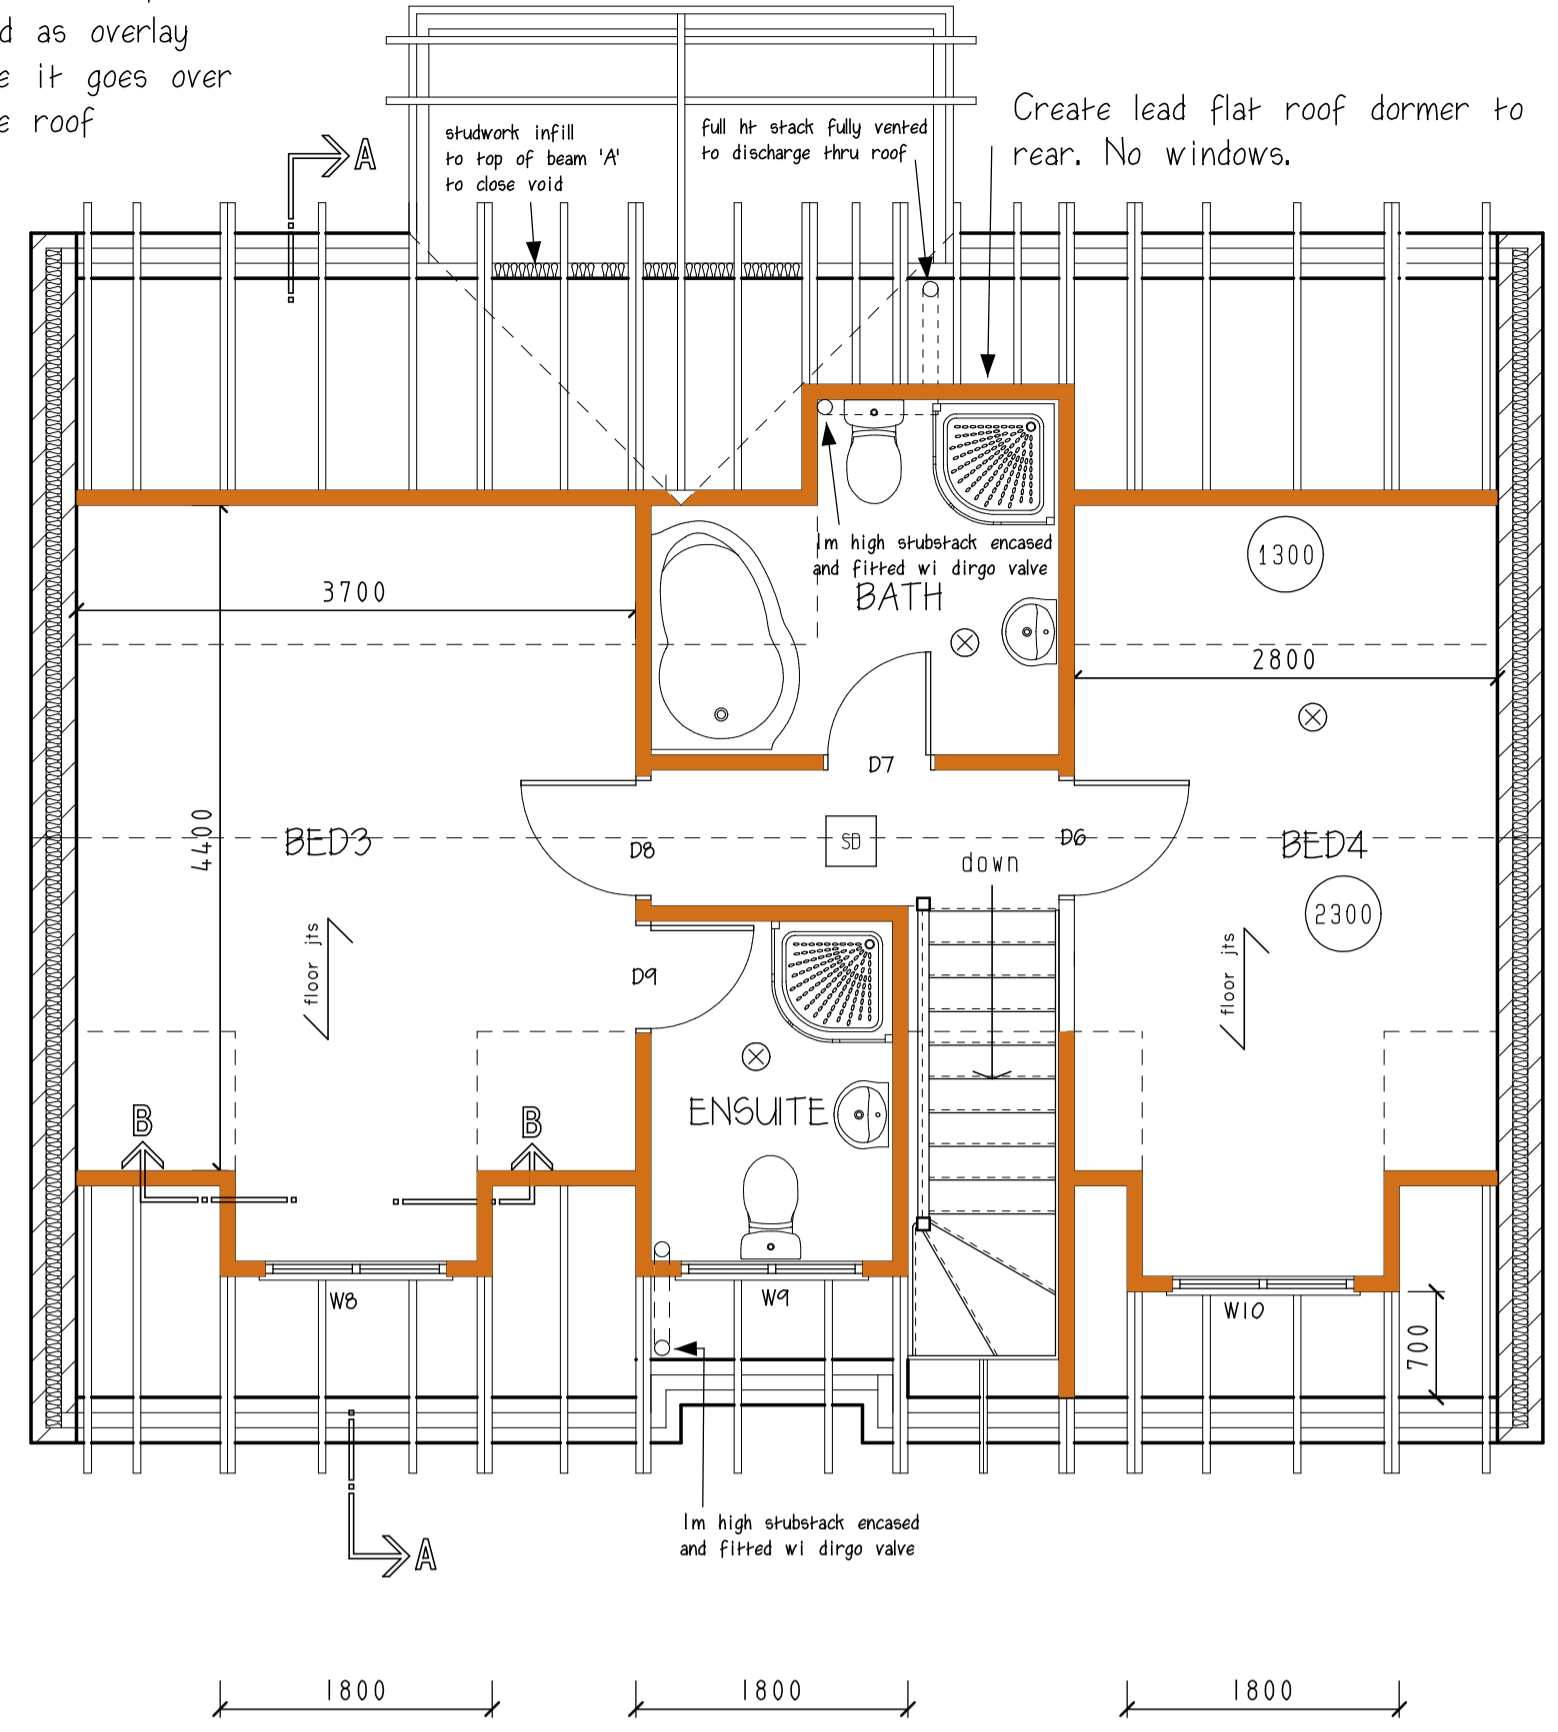 d as overlay
e it goes over
e roof
A
studwork infill
to top of beam 'A'
to close void
full ht stack fully vented
to discharge thru roof
Create lead flat roof dormer to
rear. No windows.
1m high stubstack encased
and fitted wi dirgo valve
BATH
1300
3700
2800
D7
4400
BED3
D8
SD
D6
BED4
down
2300
floor jts
D9
floor jts
B
B
ENSUITE
W8
W9
W10
700
1m high stubstack encased
and fitted wi dirgo valve
A
1800
1800
1800